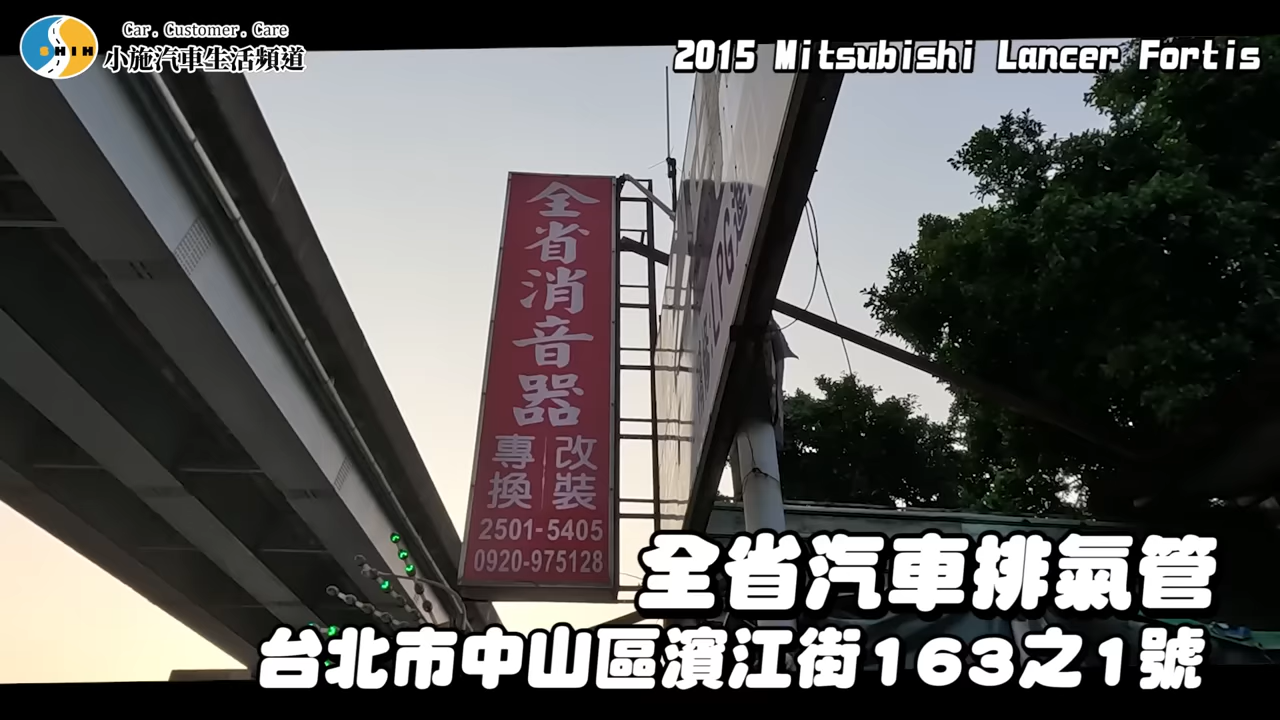 SHIH
Car. Customer. Care
小施汽車生活頻道
2015 Mitsubishi Lancer Fortis
全省消音器
專換
改裝
2501-5405
0920-975128
LPG
全省汽車排氣管
台北市中山區濱江街163之1號